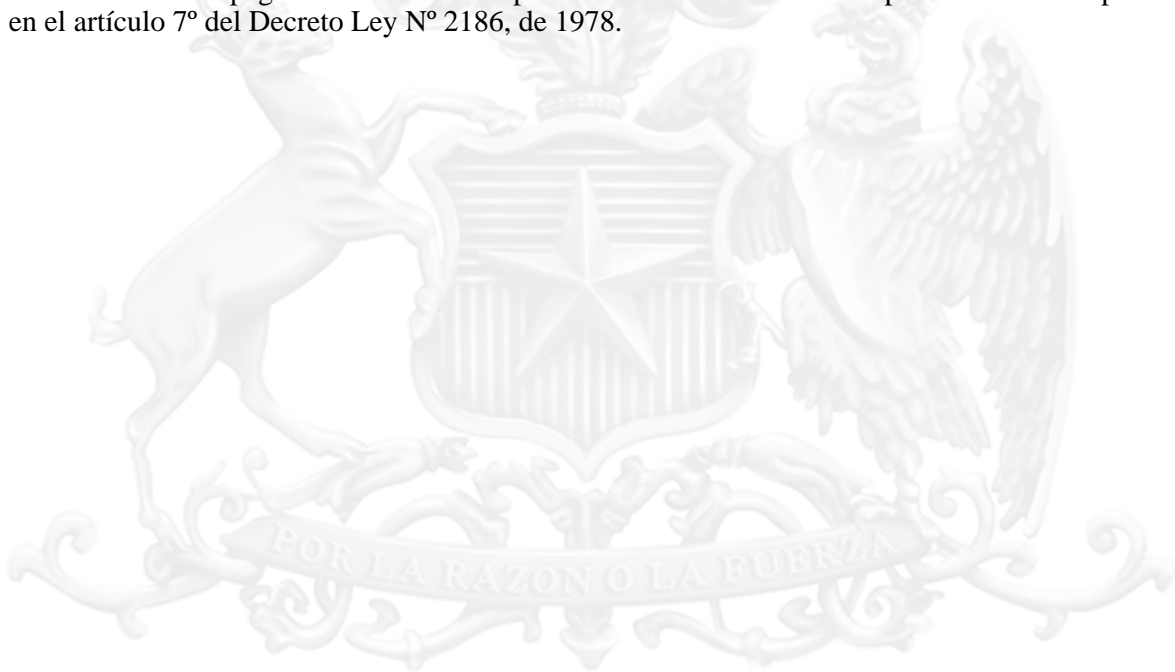 en el artículo 7º del Decreto Ley Nº 2186, de 1978.
POR LA RAZON O LA FUERZA